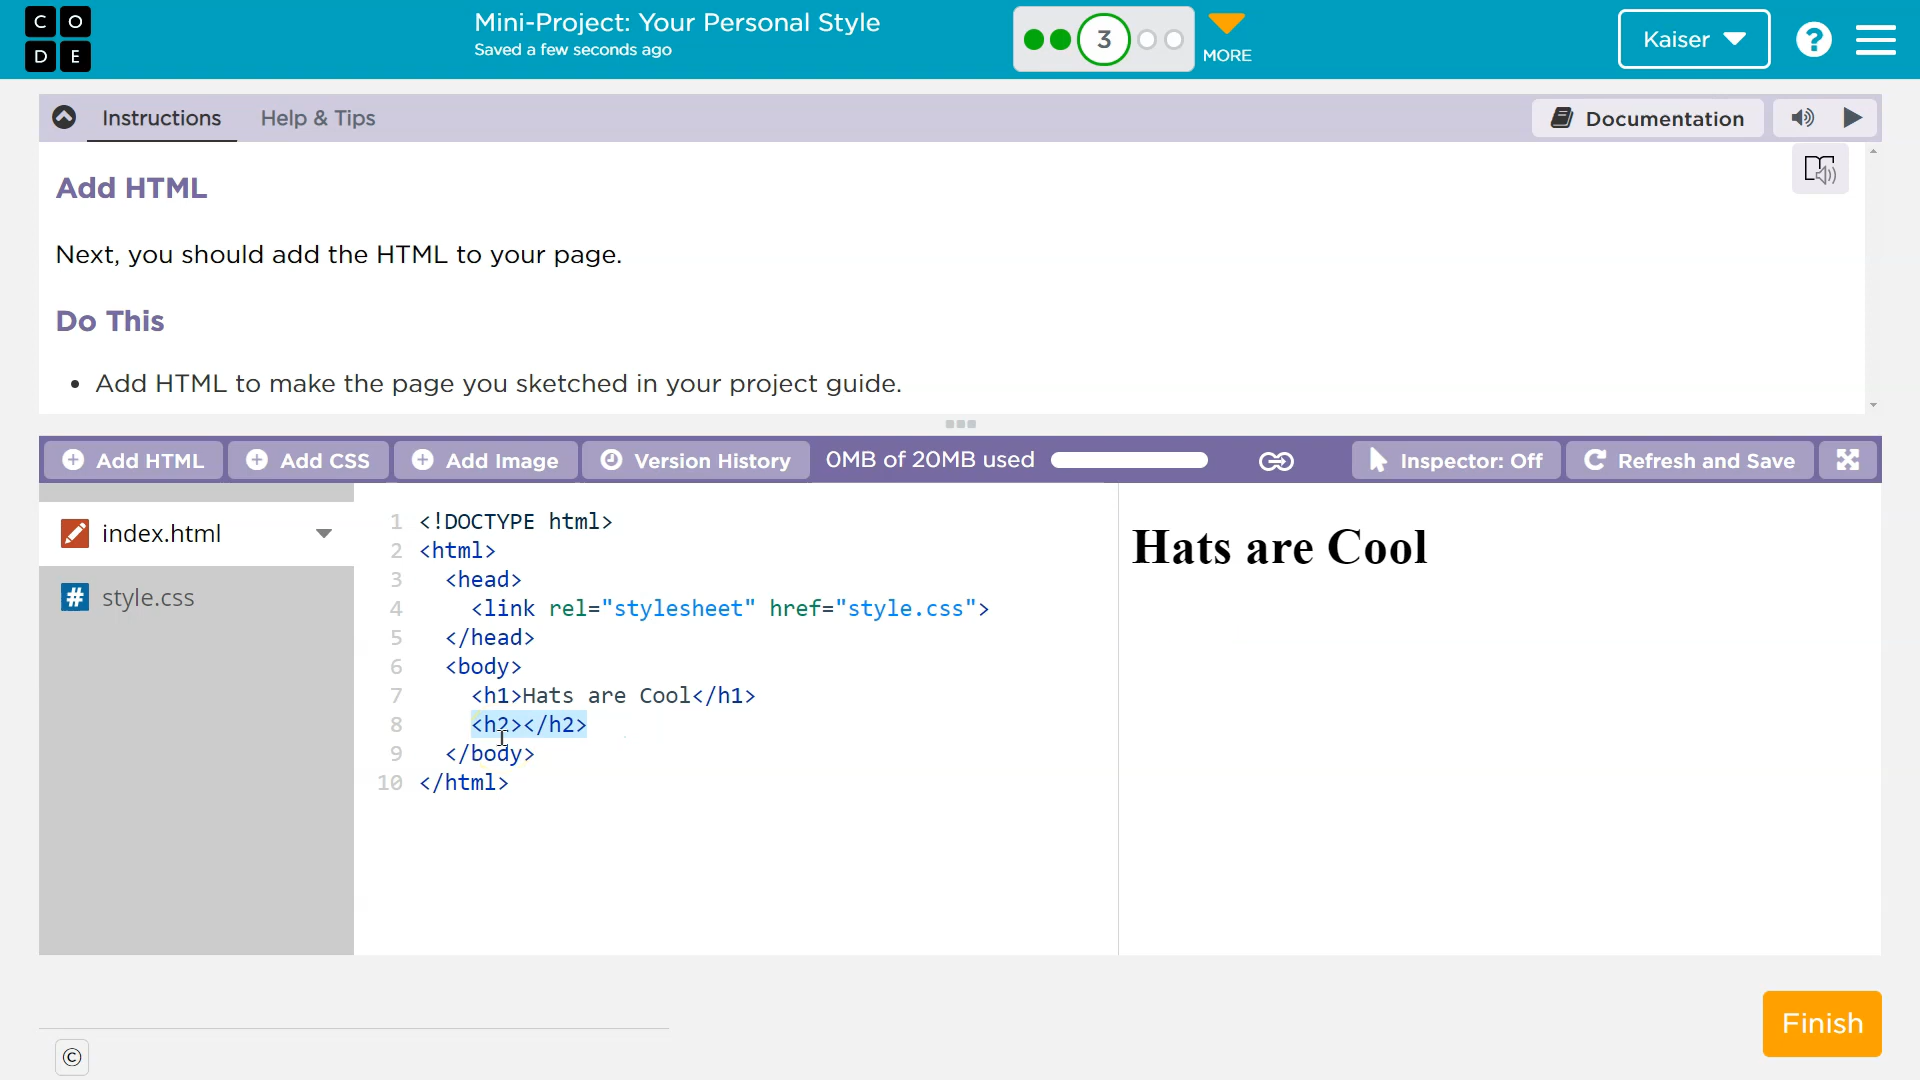 C O
D E
Mini-Project: Your Personal Style
Saved a few seconds ago
3
MORE
Kaiser
?
Instructions
Help & Tips
Documentation
Add HTML
Next, you should add the HTML to your page.
Do This
• Add HTML to make the page you sketched in your project guide.
Add HTML
Add CSS
Add Image
Version History
0MB of 20MB used
Inspector: Off
Refresh and Save
index.html
# style.css
1 <!DOCTYPE html>
2 <html>
3 <head>
4 <link rel="stylesheet" href="style.css">
5 </head>
6 <body>
7 <h1>Hats are Cool</h1>
8 <h2></h2>
9 </body>
10 </html>
Hats are Cool
Finish
©